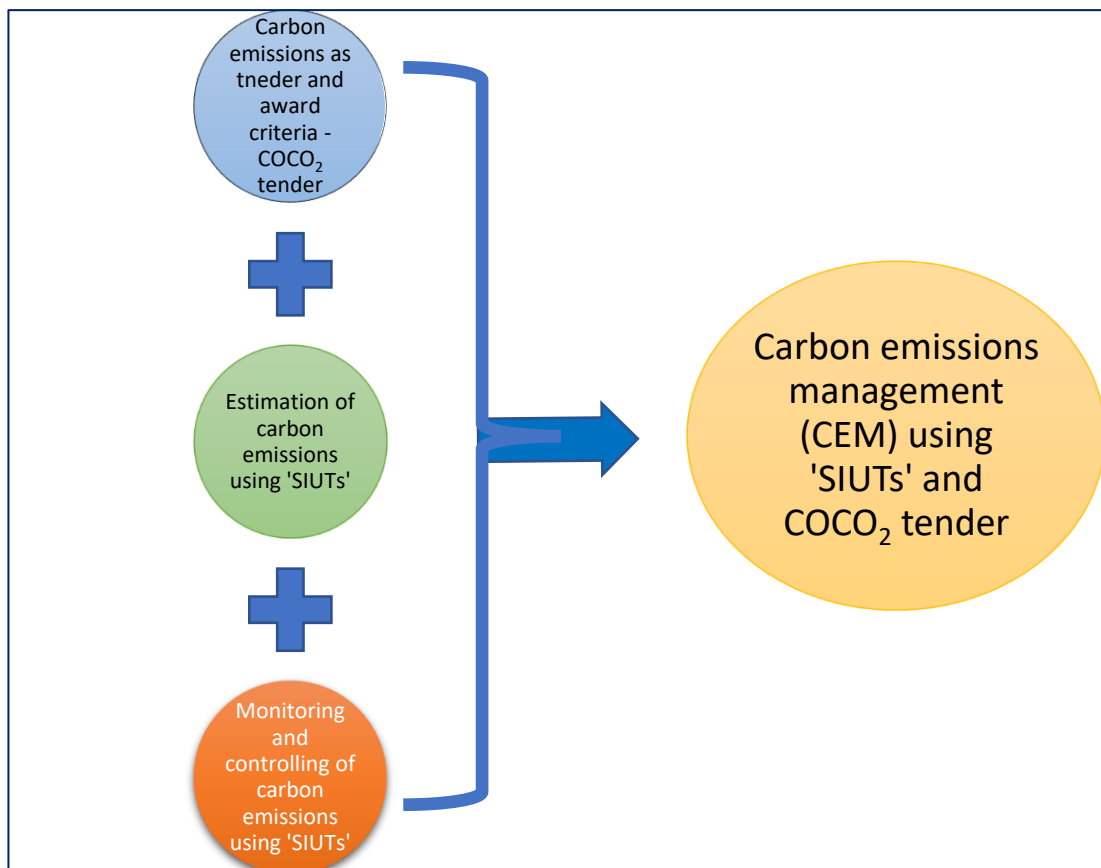 Carbon
emissions as
tneder and
award
criteria -
COCO₂
tender
Estimation of
carbon
emissions
using 'SIUTs'
Monitoring
and
controlling of
carbon
emissions
using 'SIUTs'
Carbon emissions
management
(CEM) using
'SIUTs' and
COCO₂ tender